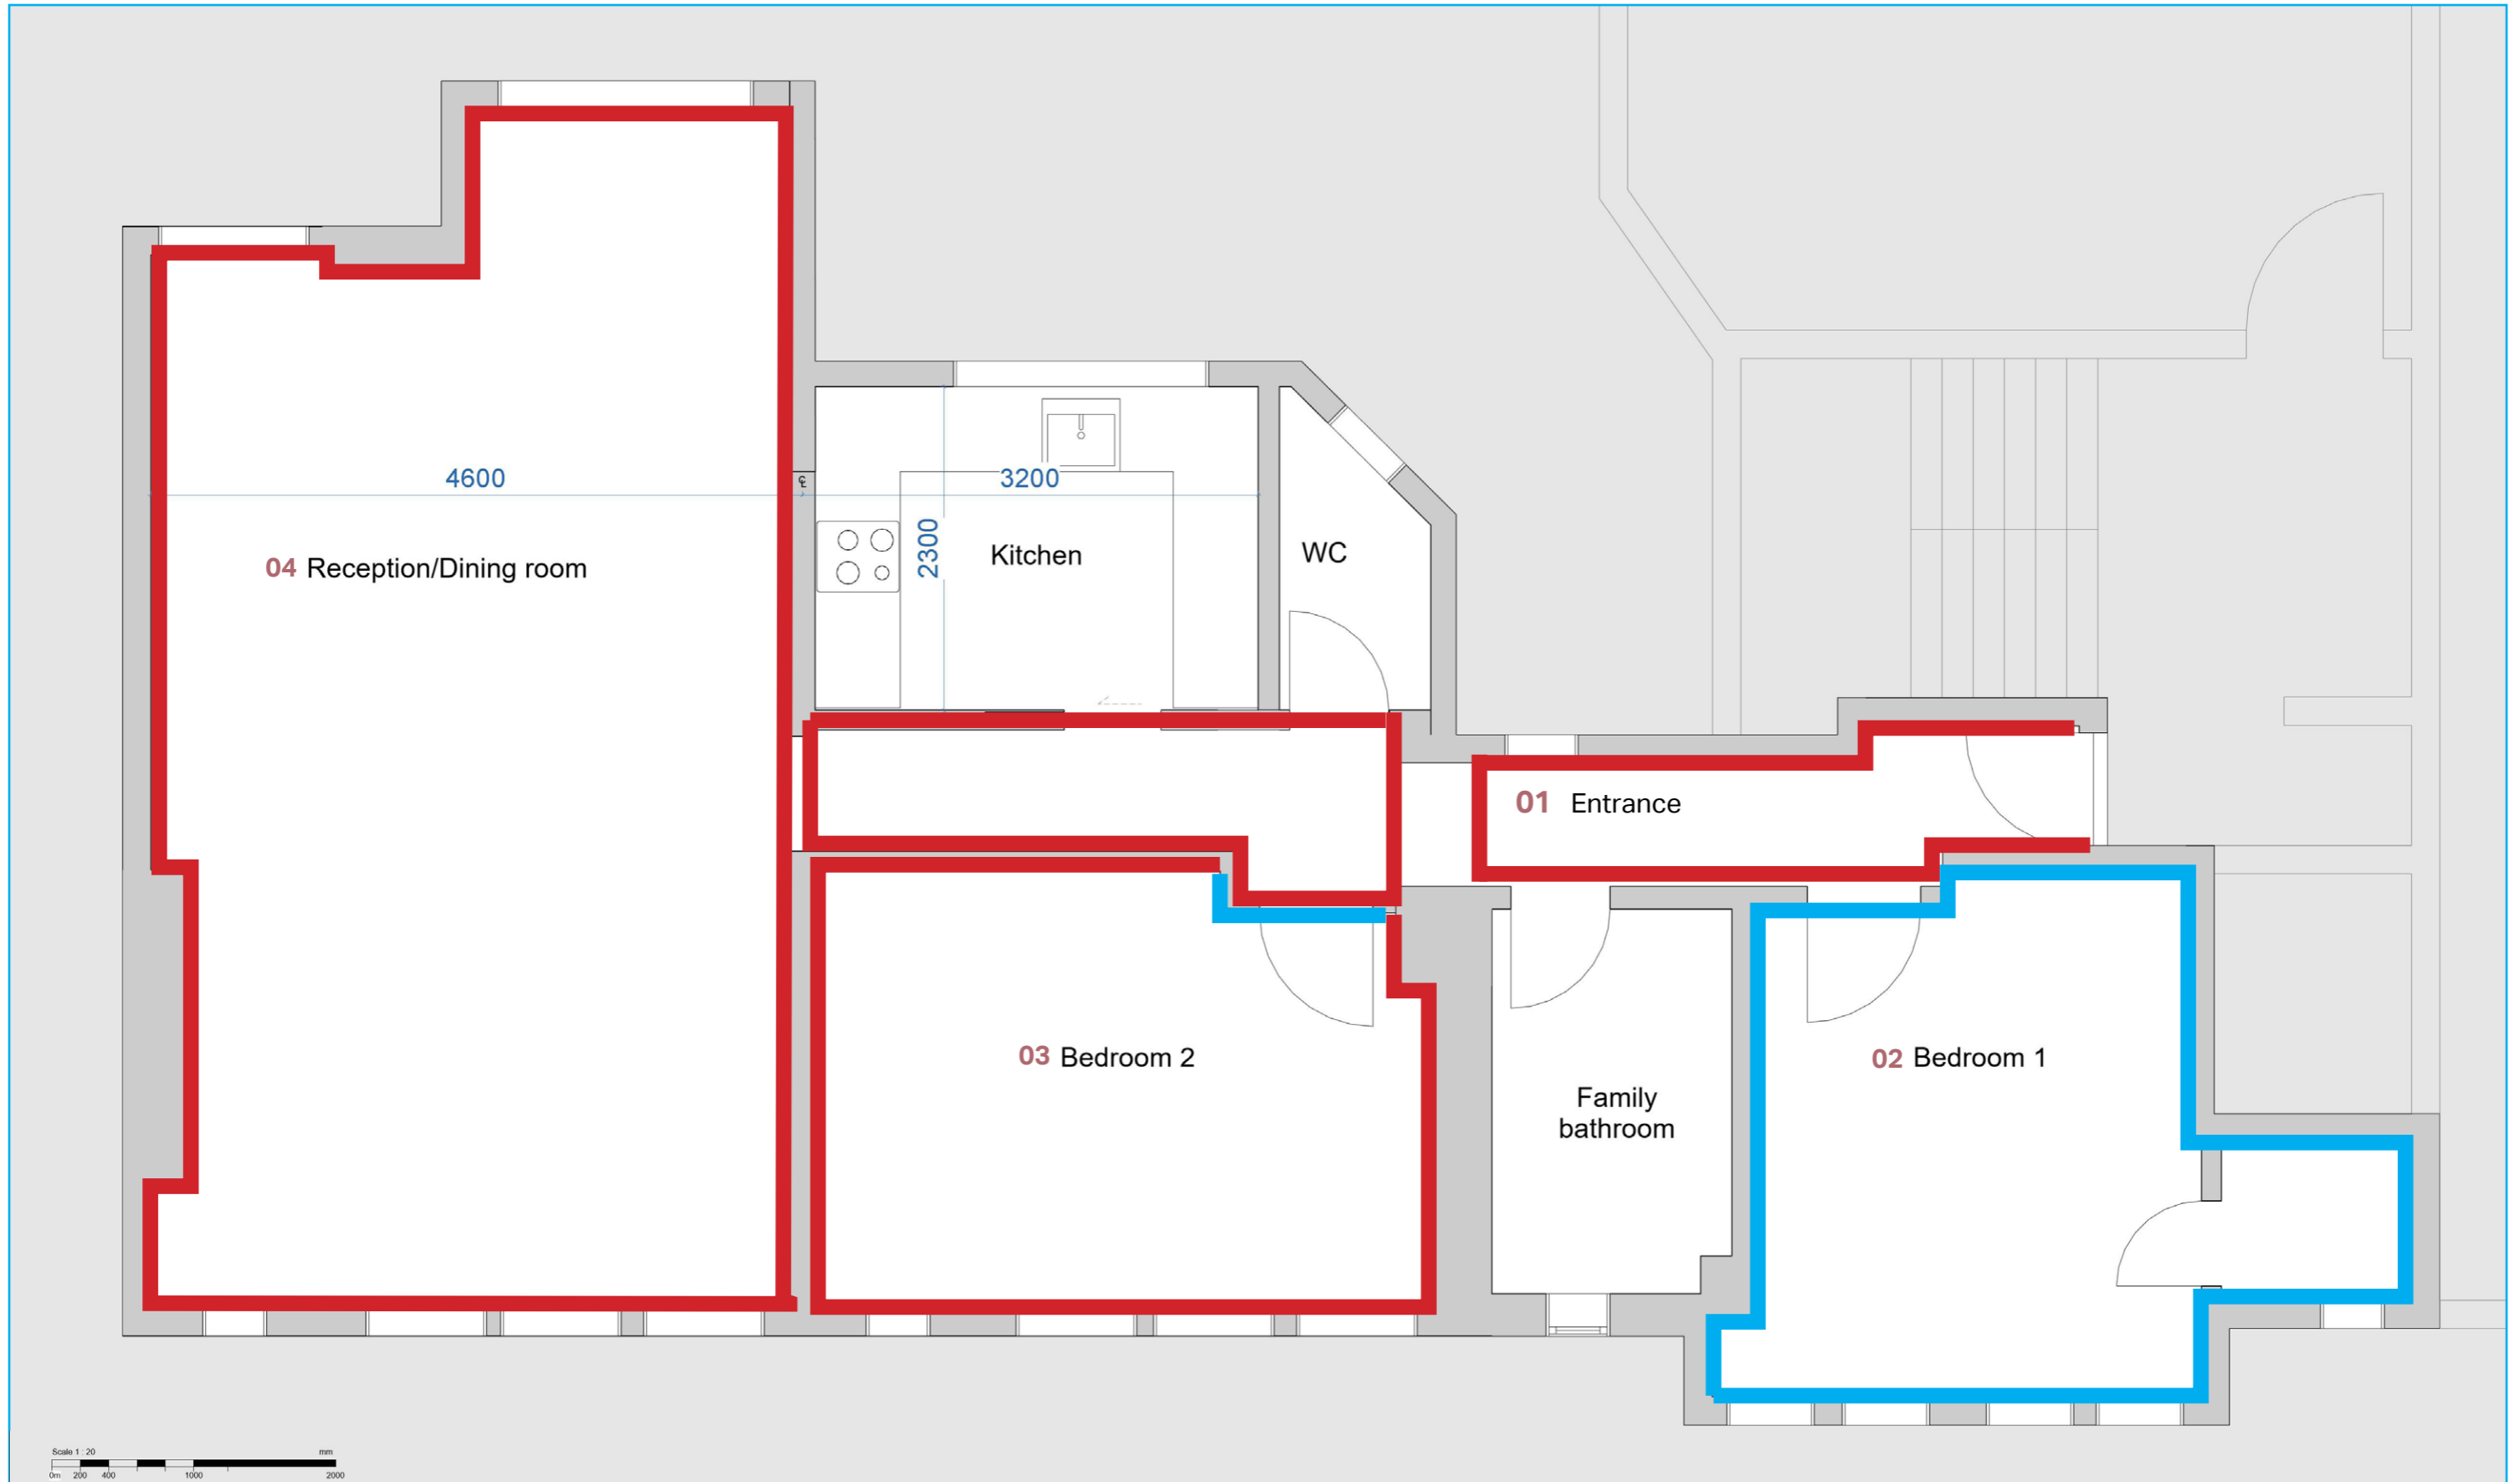 4600
3200
2300
Kitchen
WC
04 Reception/Dining room
01 Entrance
03 Bedroom 2
02 Bedroom 1
Family
bathroom
Scale 1 : 20 mm
0m 200 400 1000 2000